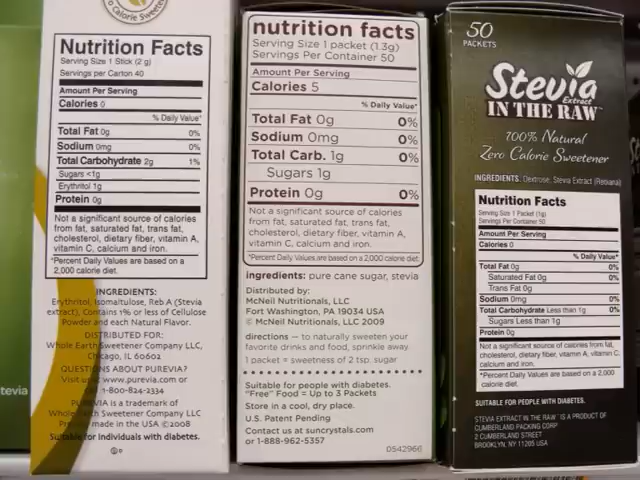 o Calorie Sweetene
Nutrition Facts
Serving Size 1 Stick (2 g)
Servings per Carton 40
Amount Per Serving
Calories 0
% Daily Value*
Total Fat 0g 0%
Sodium 0mg 0%
Total Carbohydrate 2g 1%
Sugars <1g
Erythritol 1g
Protein 0g
Not a significant source of calories
from fat, saturated fat, trans fat,
cholesterol, dietary fiber, vitamin A,
vitamin C, calcium and iron.
*Percent Daily Values are based on a
2,000 calorie diet.
INGREDIENTS:
Erythritol, Isomaltulose, Reb A (Stevia
extract), Contains 1% or less of Cellulose
Powder and each Natural Flavor.
DISTRIBUTED FOR:
Whole Earth Sweetener Company LLC,
Chicago, IL 60602
QUESTIONS ABOUT PUREVIA?
Visit us at www.purevia.com or
call 1-800-824-2334
PUREVIA is a trademark of
Whole Earth Sweetener Company LLC
made in the USA ©2008
Suitable for individuals with diabetes.
tevia
nutrition facts
Serving Size 1 packet (1.3g)
Servings Per Container 50
Amount Per Serving
Calories 5
% Daily Value*
Total Fat 0g 0%
Sodium 0mg 0%
Total Carb. 1g 0%
Sugars 1g
Protein 0g 0%
Not a significant source of calories
from fat, saturated fat, trans fat,
cholesterol, dietary fiber, vitamin A,
vitamin C, calcium and iron.
*Percent Daily Values are based on a 2,000 calorie diet.
ingredients: pure cane sugar, stevia
Distributed by:
McNeil Nutritionals, LLC
Fort Washington, PA 19034 USA
© McNeil Nutritionals, LLC 2009
directions — to naturally sweeten your
favorite drinks and food, sprinkle away.
1 packet = sweetness of 2 tsp. sugar
Suitable for people with diabetes.
"Free" Food = Up to 3 Packets
Store in a cool, dry place.
U.S. Patent Pending
Contact us at suncrystals.com
or 1-888-962-5357
0542966
50
PACKETS
Stevia
Extract
IN THE RAW™
100% Natural
Zero Calorie Sweetener
INGREDIENTS: Dextrose, Stevia Extract (Rebiana)
Nutrition Facts
Serving Size 1 Packet (1g)
Servings Per Container 50
Amount Per Serving
Calories 0
% Daily Value*
Total Fat 0g 0%
Saturated Fat 0g 0%
Trans Fat 0g
Sodium 0mg 0%
Total Carbohydrate Less than 1g 0%
Sugars Less than 1g
Protein 0g
Not a significant source of calories from fat,
cholesterol, dietary fiber, vitamin A, vitamin C,
calcium and iron.
*Percent Daily Values are based on a 2,000
calorie diet.
SUITABLE FOR PEOPLE WITH DIABETES.
STEVIA EXTRACT IN THE RAW™ IS A PRODUCT OF
CUMBERLAND PACKING CORP
2 CUMBERLAND STREET
BROOKLYN, NY 11205 USA